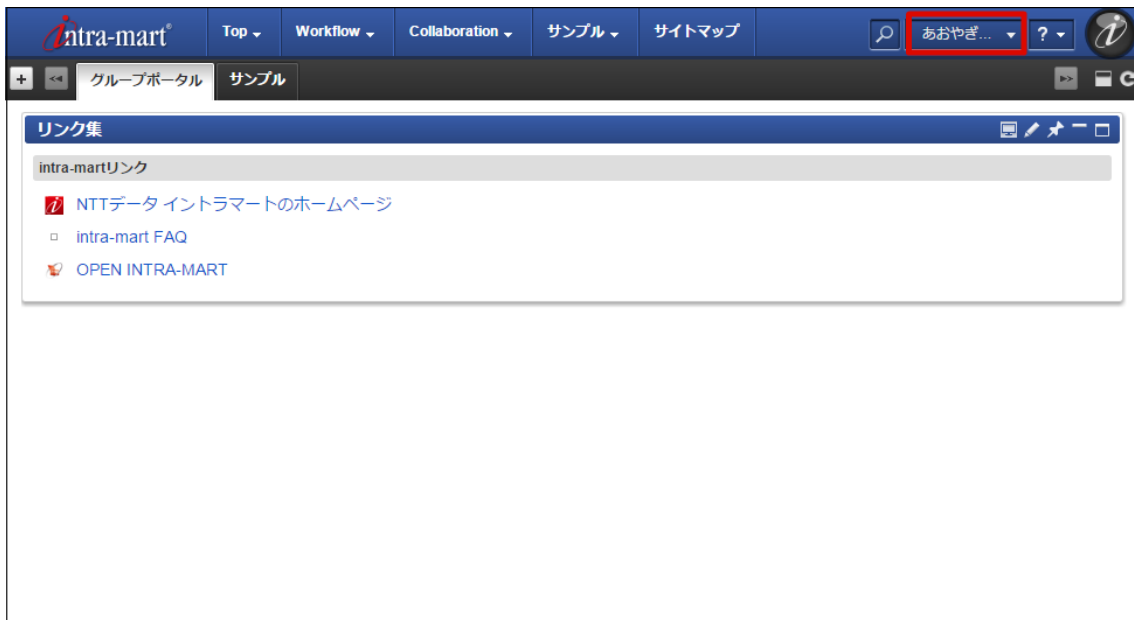 intra-mart® Top Workflow Collaboration サンプル サイトマップ あおやぎ... ?
グループポータル サンプル
リンク集
intra-martリンク
NTTデータ イントラマートのホームページ
intra-mart FAQ
OPEN INTRA-MART